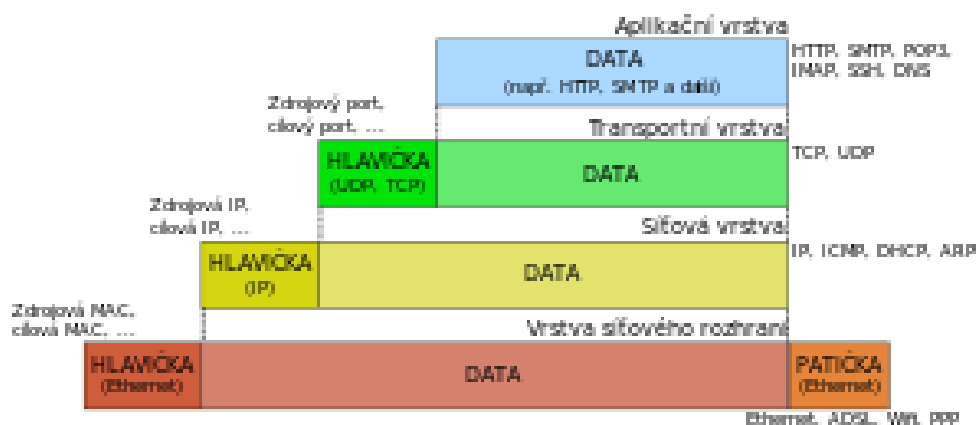 Aplikační vrstva
DATA
(např. HTTP, SMTP a další)
HTTP, SMTP, POP3,
IMAP, SSH, DNS
Zdrojový port,
cílový port, ...
Transportní vrstva
HLAVIČKA
(UDP, TCP)
DATA
TCP, UDP
Zdrojová IP,
cílová IP, ...
Síťová vrstva
HLAVIČKA
(IP)
DATA
IP, ICMP, DHCP, ARP
Zdrojová MAC,
cílová MAC, ...
Vrstva síťového rozhraní
HLAVIČKA
(Ethernet)
DATA
PATIČKA
(Ethernet)
Ethernet, ADSL, Wifi, PPP